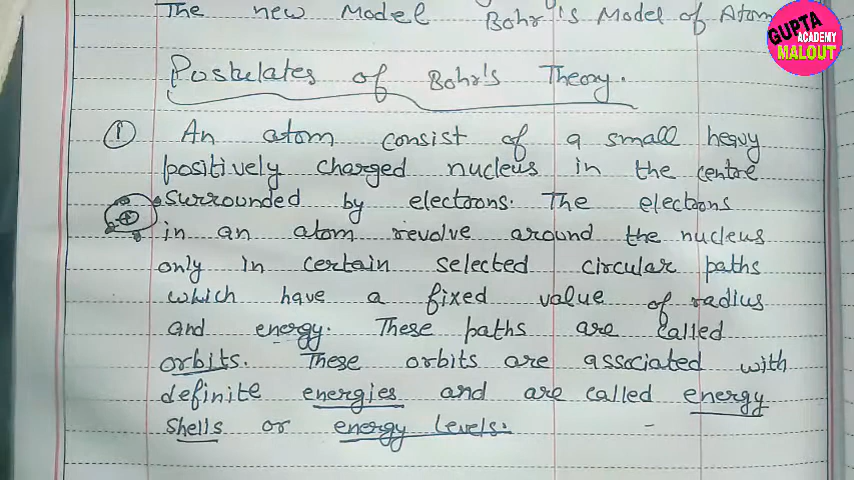 The new Model Bohr's Model of Atom
GUPTA
ACADEMY
MALOUT
Postulates of Bohr's Theory.
① An atom consist of a small heavy
positively charged nucleus in the centre
surrounded by electrons. The electrons
in an atom revolve around the nucleus
only in certain selected circular paths
which have a fixed value of radius
and energy. These paths are called
orbits. These orbits are associated with
definite energies and are called energy
shells or energy levels.